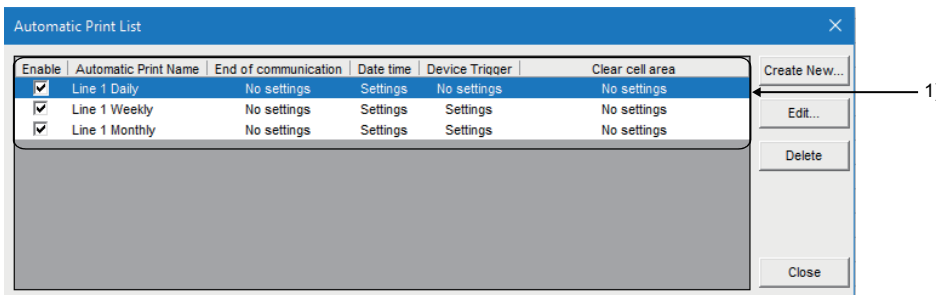 Automatic Print List
Enable Automatic Print Name End of communication Date time Device Trigger Clear cell area
Line 1 Daily No settings Settings No settings No settings
Line 1 Weekly No settings Settings Settings No settings
Line 1 Monthly No settings Settings Settings No settings
Create New...
Edit...
Delete
Close
1)